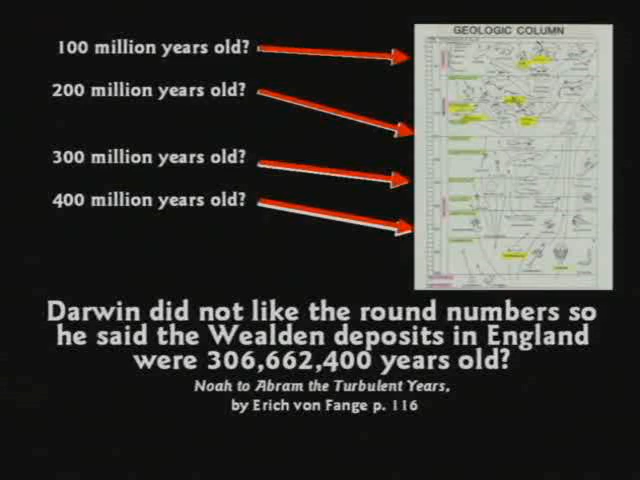 GEOLOGIC COLUMN
100 million years old?
200 million years old?
300 million years old?
400 million years old?
Darwin did not like the round numbers so
he said the Wealden deposits in England
were 306,662,400 years old?
Noah to Abram the Turbulent Years,
by Erich von Fange p. 116